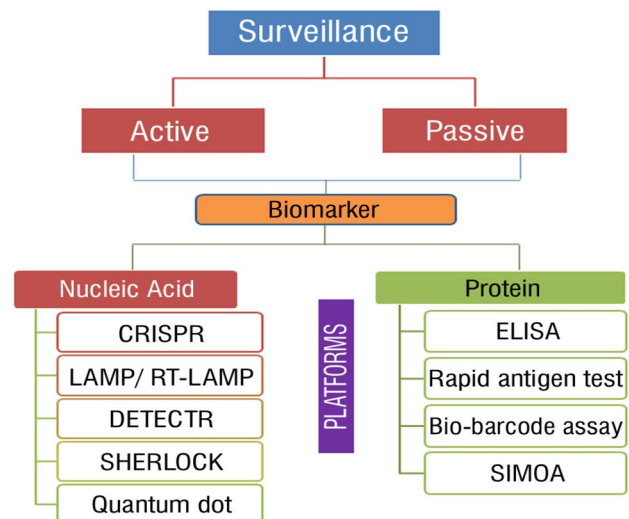 Surveillance
Active
Passive
Biomarker
Nucleic Acid
CRISPR
LAMP/ RT-LAMP
DETECTR
SHERLOCK
Quantum dot
PLATFORMS
Protein
ELISA
Rapid antigen test
Bio-barcode assay
SIMOA